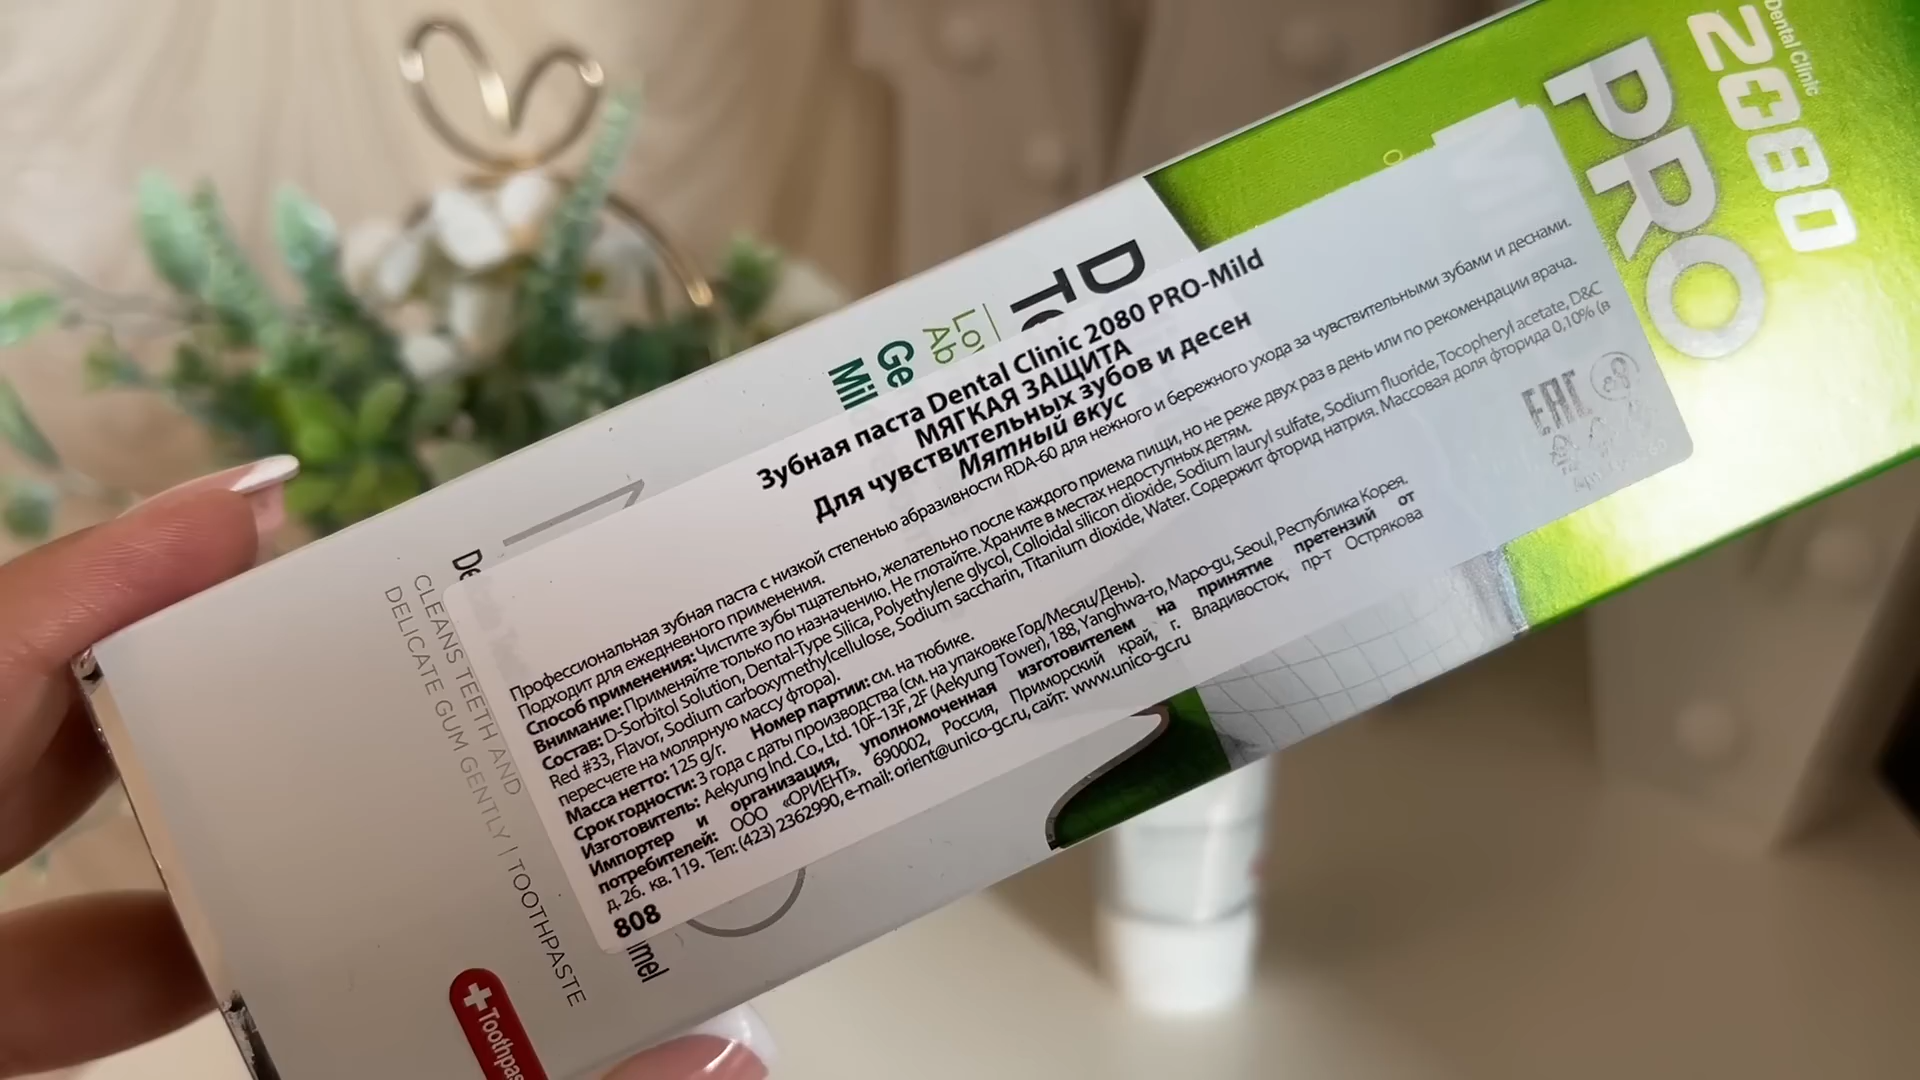 Dental Clinic
2080
PRO
Зубная паста Dental Clinic 2080 PRO-Mild
МЯГКАЯ ЗАЩИТА
Для чувствительных зубов и десен
Мятный вкус
Профессиональная зубная паста с низкой степенью абразивности RDA-60 для нежного и бережного ухода за чувствительными зубами и деснами.
Подходит для ежедневного применения.
Способ применения: Чистите зубы тщательно, желательно после каждого приема пищи, но не реже двух раз в день или по рекомендации врача.
Внимание: Применяйте только по назначению. Не глотайте. Храните в местах недоступных детям.
Состав: D-Sorbitol Solution, Dental-Type Silica, Polyethylene glycol, Colloidal silicon dioxide, Sodium lauryl sulfate, Sodium fluoride, Tocopheryl acetate, D&C
Red #33, Flavor, Sodium carboxymethylcellulose, Sodium saccharin, Titanium dioxide, Water. Содержит фторид натрия. Массовая доля фторида 0,10% (в
пересчете на молярную массу фтора).
Масса нетто: 125 g/г. Номер партии: см. на тюбике.
Срок годности: 3 года с даты производства (см. на упаковке Год/Месяц/День).
Изготовитель: Aekyung Ind. Co., Ltd. 10F-13F, 2F (Aekyung Tower), 188, Yanghwa-ro, Mapo-gu, Seoul, Республика Корея.
Импортер и организация, уполномоченная изготовителем на принятие претензий от
потребителей: ООО «ОРИЕНТ». 690002, Россия, Приморский край, г. Владивосток, пр-т Острякова
д. 26. кв. 119. Тел: (423) 2362990, e-mail: orient@unico-gc.ru, сайт: www.unico-gc.ru
808
EAC
CLEANS TEETH AND
DELICATE GUM GENTLY | TOOTHPASTE